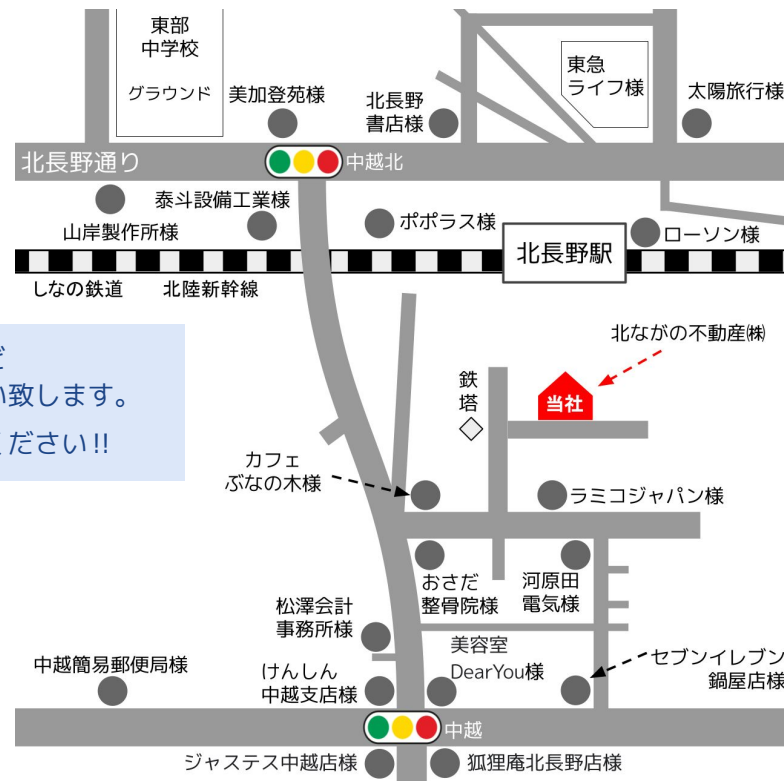 東部
中学校
グラウンド
美加登苑様
北長野
書店様
東急
ライフ様
太陽旅行様
北長野通り
中越北
山岸製作所様
泰斗設備工業様
ポポラス様
北長野駅
ローソン様
しなの鉄道
北陸新幹線
北ながの不動産㈱
い致します。
ください!!
鉄
塔
当社
カフェ
ぶなの木様
ラミコジャパン様
おさだ
整骨院様
河原田
電気様
松澤会計
事務所様
美容室
DearYou様
セブンイレブン
鍋屋店様
中越簡易郵便局様
けんしん
中越支店様
中越
ジャステス中越店様
狐狸庵北長野店様